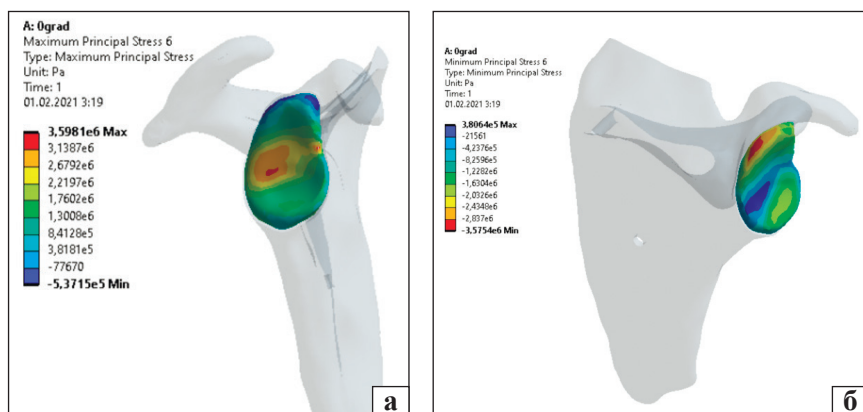 A: 0grad
Maximum Principal Stress 6
Type: Maximum Principal Stress
Unit: Pa
Time: 1
01.02.2021 3:19
3,5981e6 Max
3,1387e6
2,6792e6
2,2197e6
1,7602e6
1,3008e6
8,4128e5
3,8181e5
-77670
-5,3715e5 Min
а
A: 0grad
Minimum Principal Stress 6
Type: Minimum Principal Stress
Unit: Pa
Time: 1
01.02.2021 3:19
3,8064e5 Max
-21561
-4,2376e5
-8,2596e5
-1,2282e6
-1,6304e6
-2,0326e6
-2,4348e6
-2,837e6
-3,5754e6 Min
б